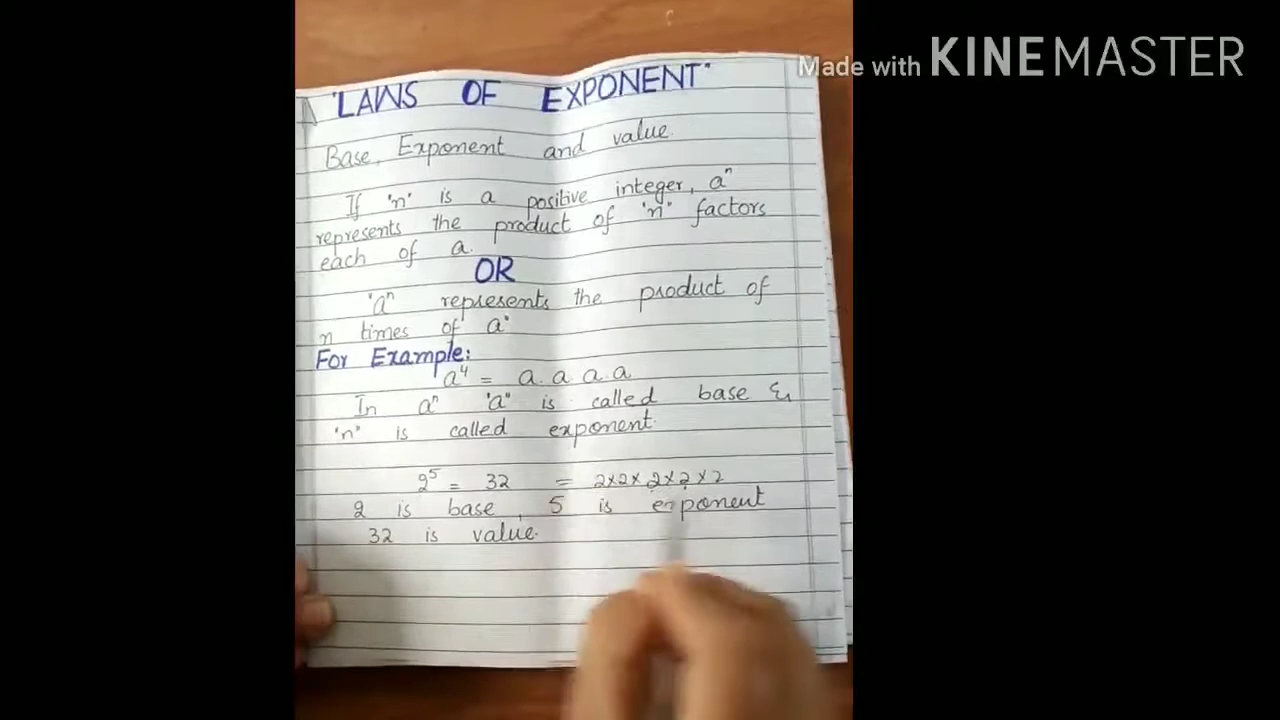 Made with KINEMASTER
"LAWS OF EXPONENT"
Base, Exponent and value.
If "n" is a positive integer, aⁿ
represents the product of "n" factors
each of a.
OR
"aⁿ represents the product of
n times of a"
For Example:
a⁴ = a. a. a. a
In aⁿ "a" is called base &
"n" is called exponent.
2⁵ = 32 = 2×2×2×2×2
2 is base, 5 is exponent
32 is value.